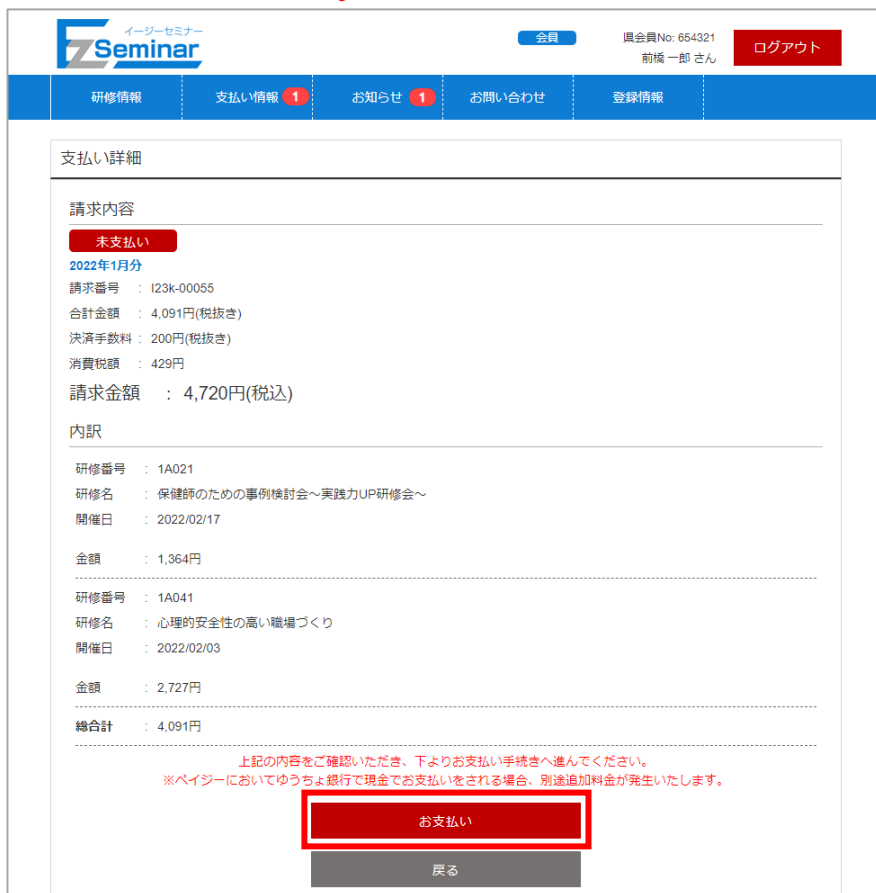 イージーセミナー
EZ Seminar
会員
県会員No: 654321
前橋 一郎 さん
ログアウト
研修情報
支払い情報 1
お知らせ 1
お問い合わせ
登録情報
支払い詳細
請求内容
未支払い
2022年1月分
請求番号 : I23k-00055
合計金額 : 4,091円(税抜き)
決済手数料 : 200円(税抜き)
消費税額 : 429円
請求金額 : 4,720円(税込)
内訳
研修番号 : 1A021
研修名 : 保健師のための事例検討会～実践力UP研修会～
開催日 : 2022/02/17
金額 : 1,364円
研修番号 : 1A041
研修名 : 心理的安全性の高い職場づくり
開催日 : 2022/02/03
金額 : 2,727円
総合計 : 4,091円
上記の内容をご確認いただき、下よりお支払い手続きへ進んでください。
※ペイジーにおいてゆうちょ銀行で現金でお支払いをされる場合、別途追加料金が発生いたします。
お支払い
戻る